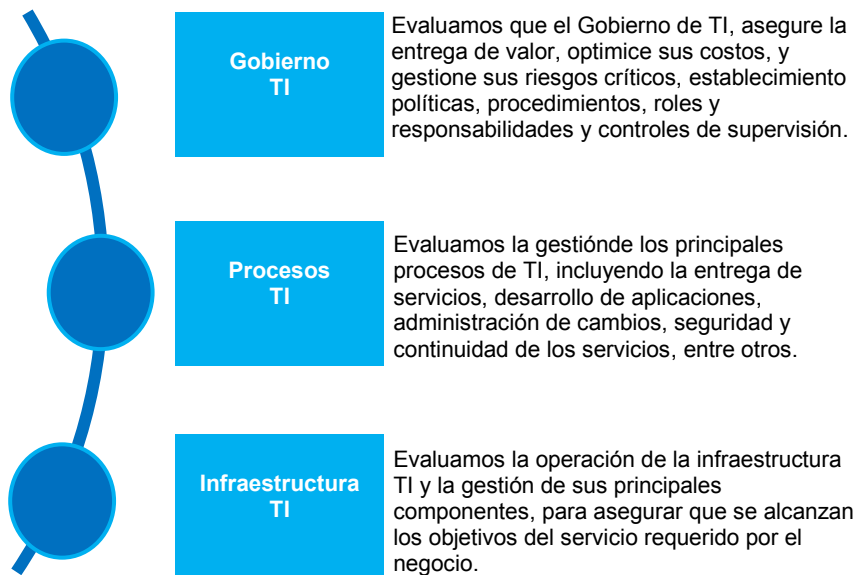 Gobierno
TI
Evaluamos que el Gobierno de TI, asegure la
entrega de valor, optimice sus costos, y
gestione sus riesgos críticos, establecimiento
políticas, procedimientos, roles y
responsabilidades y controles de supervisión.
Procesos
TI
Evaluamos la gestiónde los principales
procesos de TI, incluyendo la entrega de
servicios, desarrollo de aplicaciones,
administración de cambios, seguridad y
continuidad de los servicios, entre otros.
Infraestructura
TI
Evaluamos la operación de la infraestructura
TI y la gestión de sus principales
componentes, para asegurar que se alcanzan
los objetivos del servicio requerido por el
negocio.